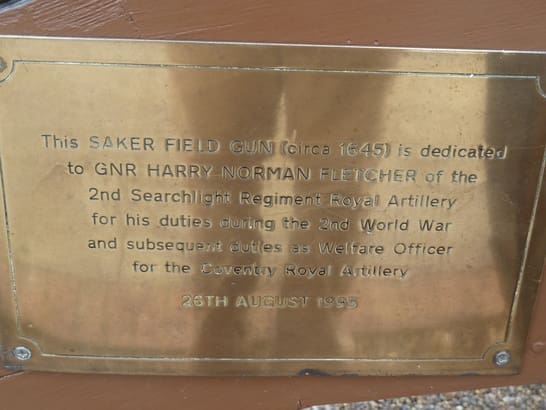 This SAKER FIELD GUN (circa 1645) is dedicated
to GNR HARRY NORMAN FLETCHER of the
2nd Searchlight Regiment Royal Artillery
for his duties during the 2nd World War
and subsequent duties as Welfare Officer
for the Coventry Royal Artillery
26TH AUGUST 1995